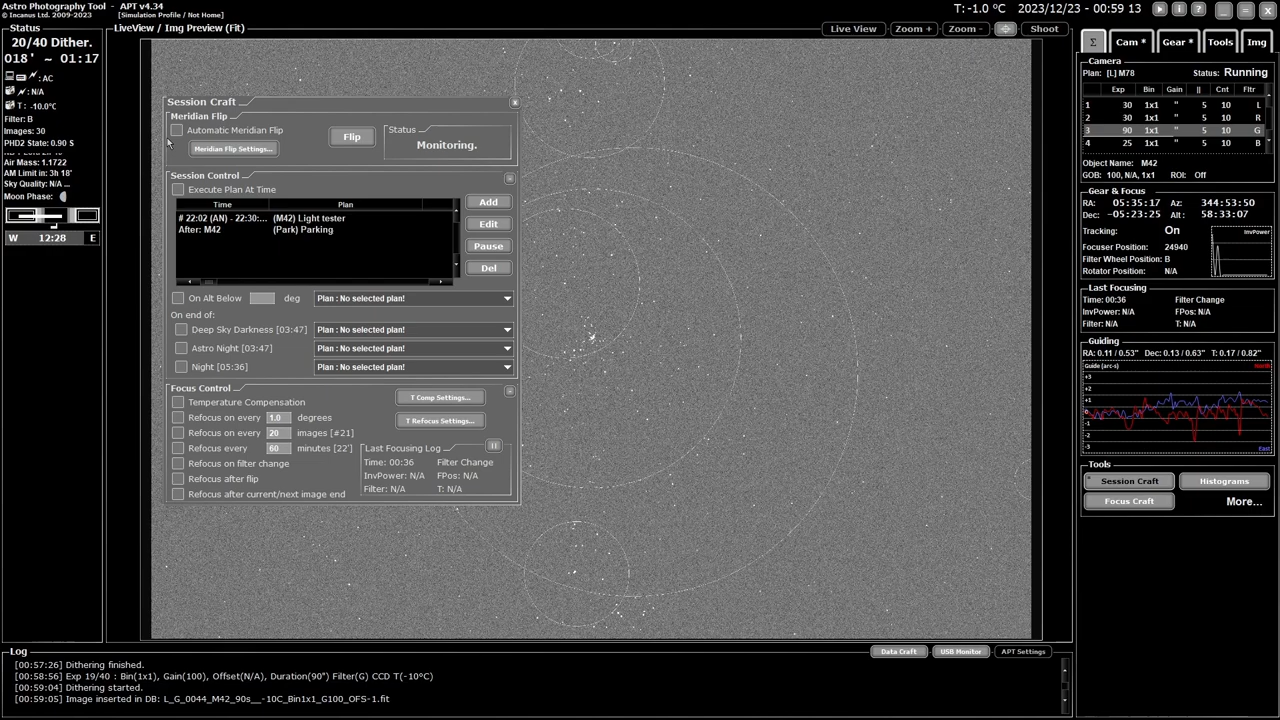 Astro Photography Tool - APT v4.34
© Incanus Ltd. 2009-2023
[Simulation Profile / Not Home]
T: -1.0 ºC 2023/12/23 - 00:59 13
Status
20/40 Dither.
018' ~ 01:17
: AC
: N/A
T : -10.0°C
Filter: B
Images: 30
PHD2 State: 0.90 S
Air Mass: 1.1722
AM Limit in: 3h 18'
Sky Quality: N/A ...
Moon Phase:
W 12:28 E
LiveView / Img Preview (Fit)
Live View Zoom + Zoom - Shoot
Session Craft
Meridian Flip
Automatic Meridian Flip
Meridian Flip Settings...
Flip
Status
Monitoring.
Session Control
Execute Plan At Time
Time Plan
# 22:02 (AN) - 22:30:... (M42) Light tester
After: M42 (Park) Parking
Add
Edit
Pause
Del
On Alt Below deg Plan : No selected plan!
On end of:
Deep Sky Darkness [03:47] Plan : No selected plan!
Astro Night [03:47] Plan : No selected plan!
Night [05:36] Plan : No selected plan!
Focus Control
Temperature Compensation
Refocus on every 1.0 degrees
Refocus on every 20 images [#21]
Refocus every 60 minutes [22']
Refocus on filter change
Refocus after flip
Refocus after current/next image end
T Comp Settings...
T Refocus Settings...
Last Focusing Log
Time: 00:36 Filter Change
InvPower: N/A FPos: N/A
Filter: N/A T: N/A
Σ Cam * Gear * Tools Img
Camera
Plan: [L] M78 Status: Running
Exp Bin Gain || Cnt Fltr
1 30 1x1 " 5 10 L
2 30 1x1 " 5 10 R
3 90 1x1 " 5 10 G
4 25 1x1 " 5 10 B
Object Name: M42
GOB: 100, N/A, 1x1 ROI: Off
Gear & Focus
RA: 05:35:17 Az: 344:53:50
Dec: -05:23:25 Alt : 58:33:07
Tracking: On
InvPower
Focuser Position: 24940
Filter Wheel Position: B
Rotator Position: N/A
Last Focusing
Time: 00:36 Filter Change
InvPower: N/A FPos: N/A
Filter: N/A T: N/A
Guiding
RA: 0.11 / 0.53" Dec: 0.13 / 0.63" T: 0.17 / 0.82"
Guide (arc-s) North
+3
+2
+1
0
-1
-2
-3
East
Tools
Session Craft Histograms
Focus Craft More...
Log
Data Craft USB Monitor APT Settings
[00:57:26] Dithering finished.
[00:58:56] Exp 19/40 : Bin(1x1), Gain(100), Offset(N/A), Duration(90") Filter(G) CCD T(-10°C)
[00:59:04] Dithering started.
[00:59:05] Image inserted in DB: L_G_0044_M42_90s__-10C_Bin1x1_G100_OFS-1.fit